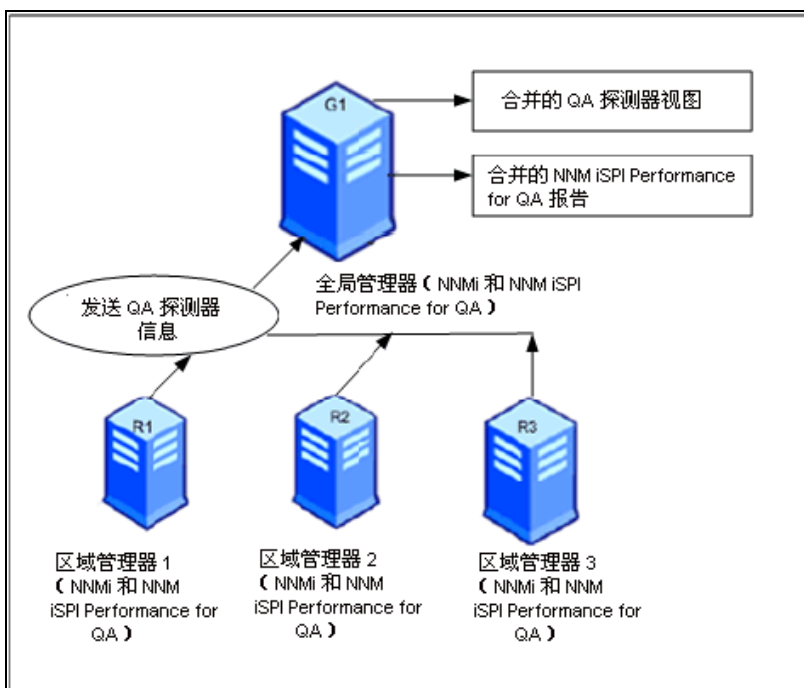 G1
合并的 QA 探测器视图
合并的 NNM iSPI Performance
for QA 报告
全局管理器（NNMi 和 NNM iSPI
Performance for QA）
发送 QA 探测器
信息
R1
R2
R3
区域管理器 1
（NNMi 和 NNM
iSPI Performance for
QA）
区域管理器 2
（NNMi 和 NNM
iSPI Performance for
QA）
区域管理器 3
（NNMi 和 NNM
iSPI Performance for
QA）